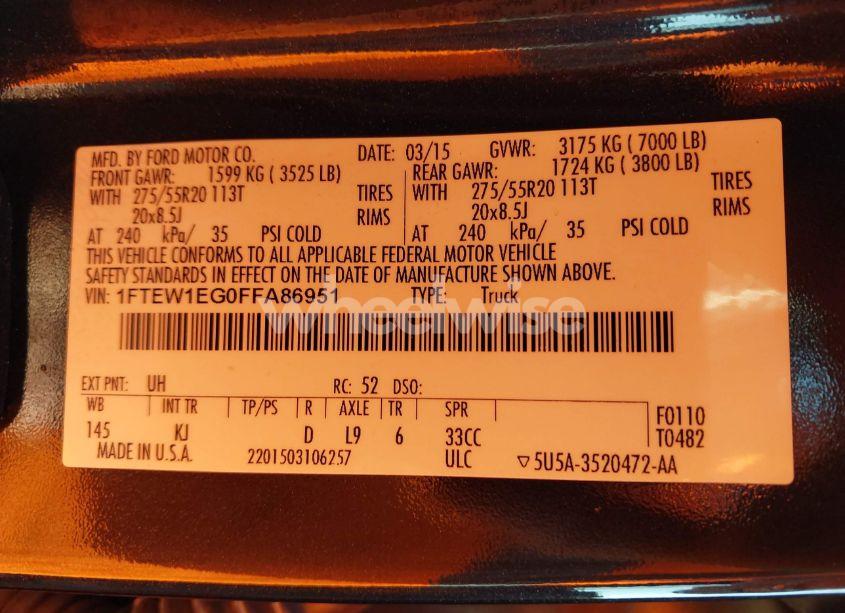 MFD. BY FORD MOTOR CO. DATE: 03/15 GVWR: 3175 KG ( 7000 LB)
FRONT GAWR: 1599 KG ( 3525 LB) REAR GAWR: 1724 KG ( 3800 LB)
WITH 275/55R20 113T TIRES WITH 275/55R20 113T TIRES
20x8.5J RIMS 20x8.5J RIMS
AT 240 kPa/ 35 PSI COLD AT 240 kPa/ 35 PSI COLD
THIS VEHICLE CONFORMS TO ALL APPLICABLE FEDERAL MOTOR VEHICLE
SAFETY STANDARDS IN EFFECT ON THE DATE OF MANUFACTURE SHOWN ABOVE.
VIN: 1FTEW1EG0FFA86951 TYPE: Truck
wheelwise
EXT PNT: UH RC: 52 DSO:
WB INT TR TP/PS R AXLE TR SPR F0110
145 KJ D L9 6 33CC T0482
MADE IN U.S.A. 2201503106257 ULC ▽5U5A-3520472-AA